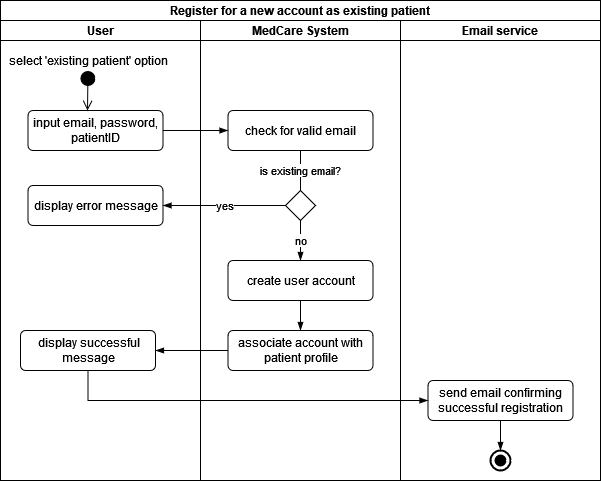 Register for a new account as existing patient
User
MedCare System
Email service
select 'existing patient' option
input email, password,
patientID
check for valid email
is existing email?
display error message
yes
no
create user account
display successful
message
associate account with
patient profile
send email confirming
successful registration